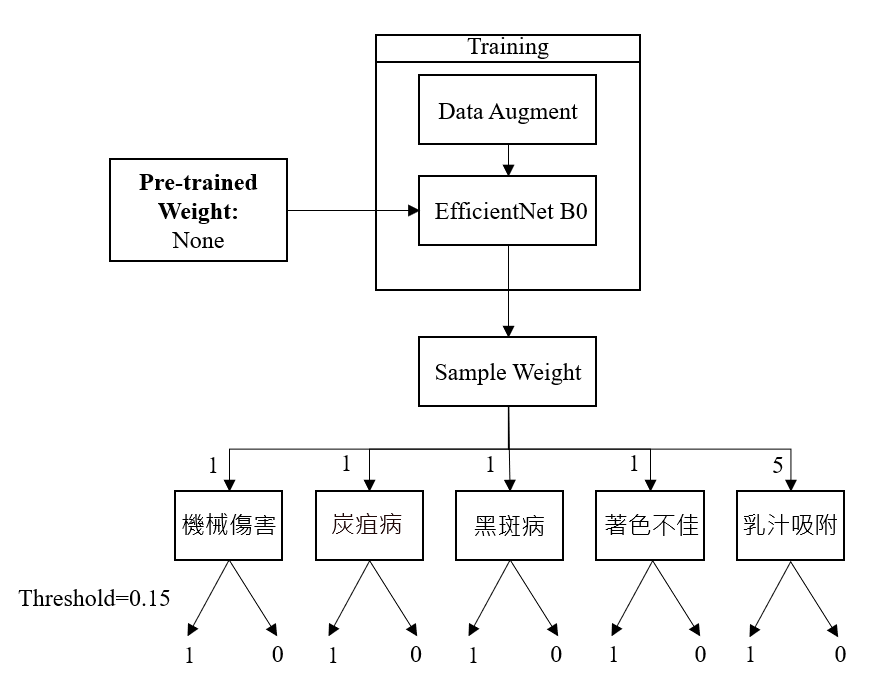 Training
Data Augment
Pre-trained
Weight:
None
EfficientNet B0
Sample Weight
1 1 1 1 5
機械傷害 炭疽病 黑斑病 著色不佳 乳汁吸附
Threshold=0.15
1 0 1 0 1 0 1 0 1 0